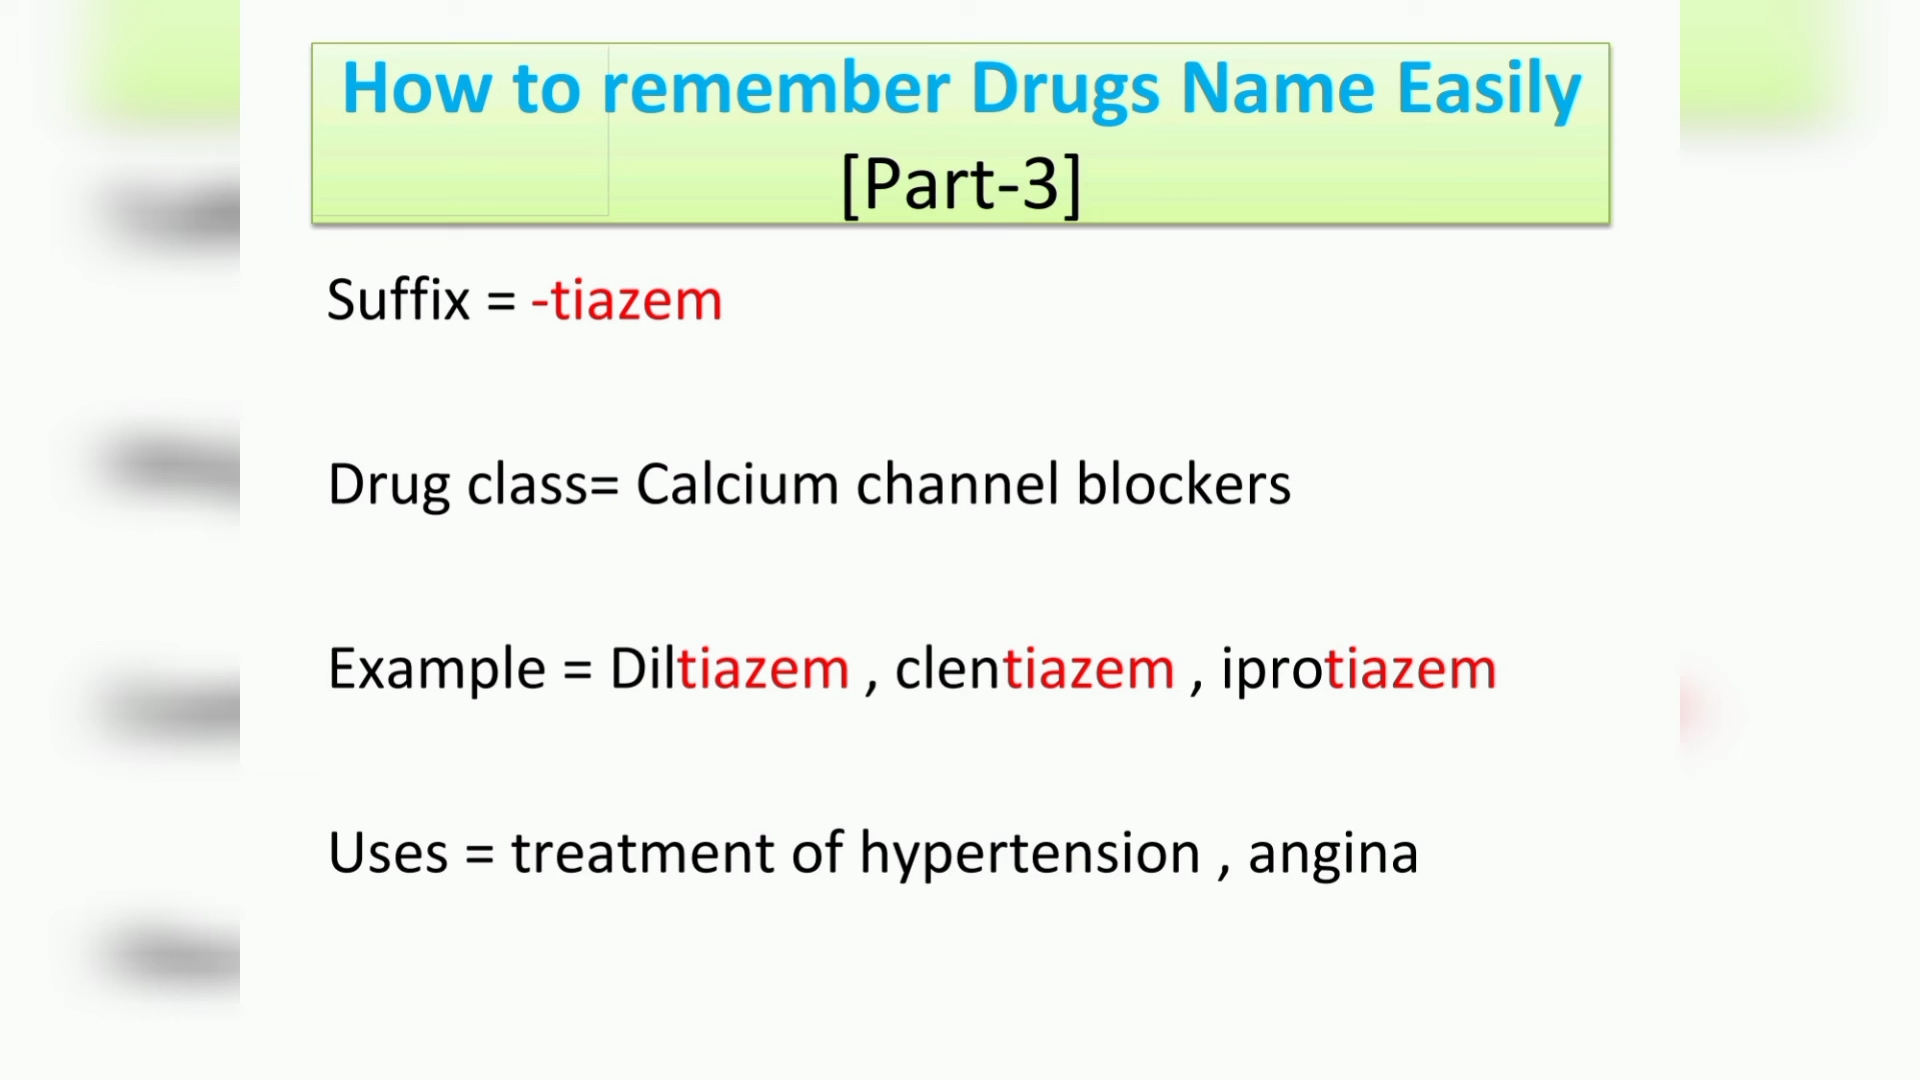 How to remember Drugs Name Easily
[Part-3]
Suffix = -tiazem
Drug class= Calcium channel blockers
Example = Diltiazem , clentiazem , iprotiazem
Uses = treatment of hypertension , angina